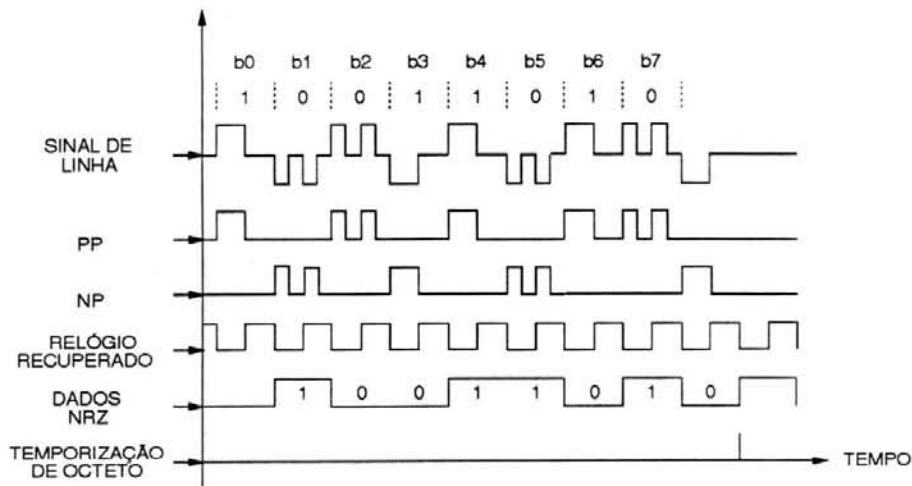 b0 b1 b2 b3 b4 b5 b6 b7
1 0 0 1 1 0 1 0
SINAL DE
LINHA
PP
NP
RELÓGIO
RECUPERADO
DADOS
NRZ
1 0 0 1 1 0 1 0
TEMPORIZAÇÃO
DE OCTETO
TEMPO